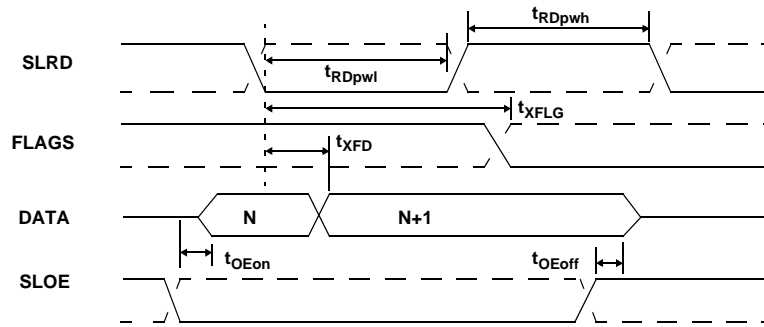 tRDpwh
SLRD
tRDpwl
tXFLG
FLAGS
tXFD
DATA
N
N+1
tOEon
tOEoff
SLOE